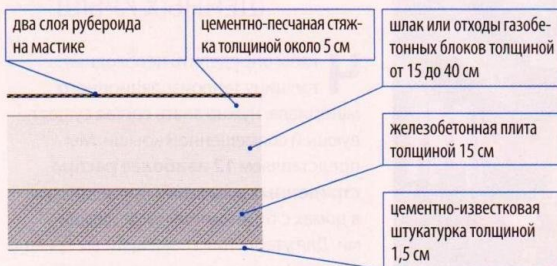 два слоя рубероида
на мастике
цементно-песчаная стяж-
ка толщиной около 5 см
шлак или отходы газобе-
тонных блоков толщиной
от 15 до 40 см
железобетонная плита
толщиной 15 см
цементно-известковая
штукатурка толщиной
1,5 см